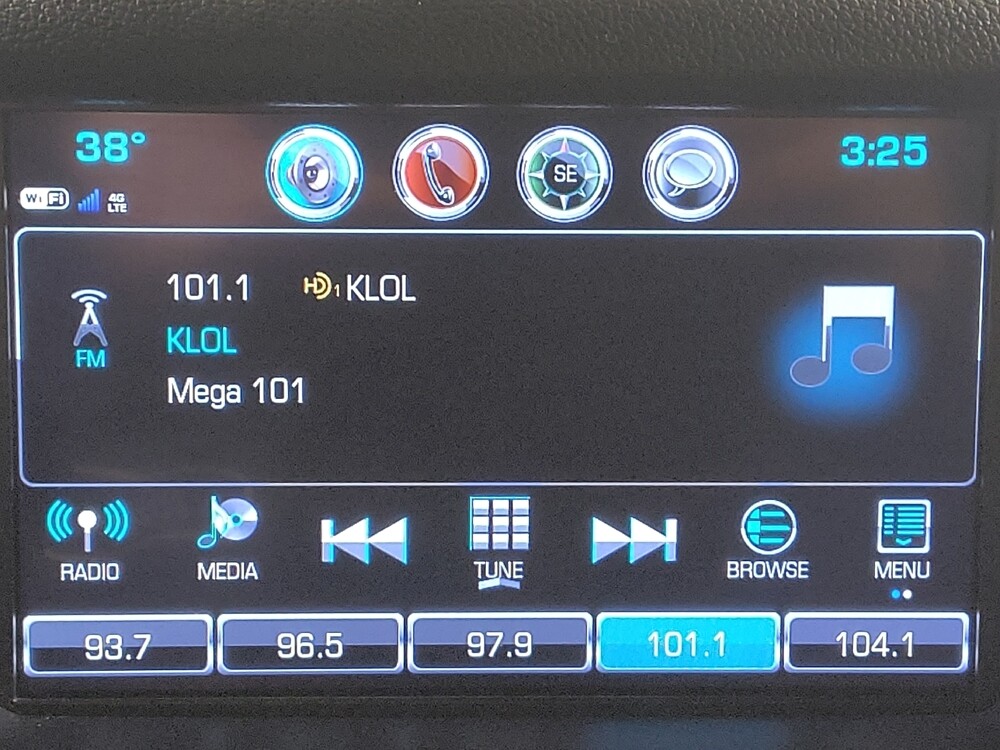 38° 3:25
WiFi 4G LTE SE
101.1 HD1 KLOL
FM KLOL
Mega 101
RADIO MEDIA TUNE BROWSE MENU
93.7 96.5 97.9 101.1 104.1